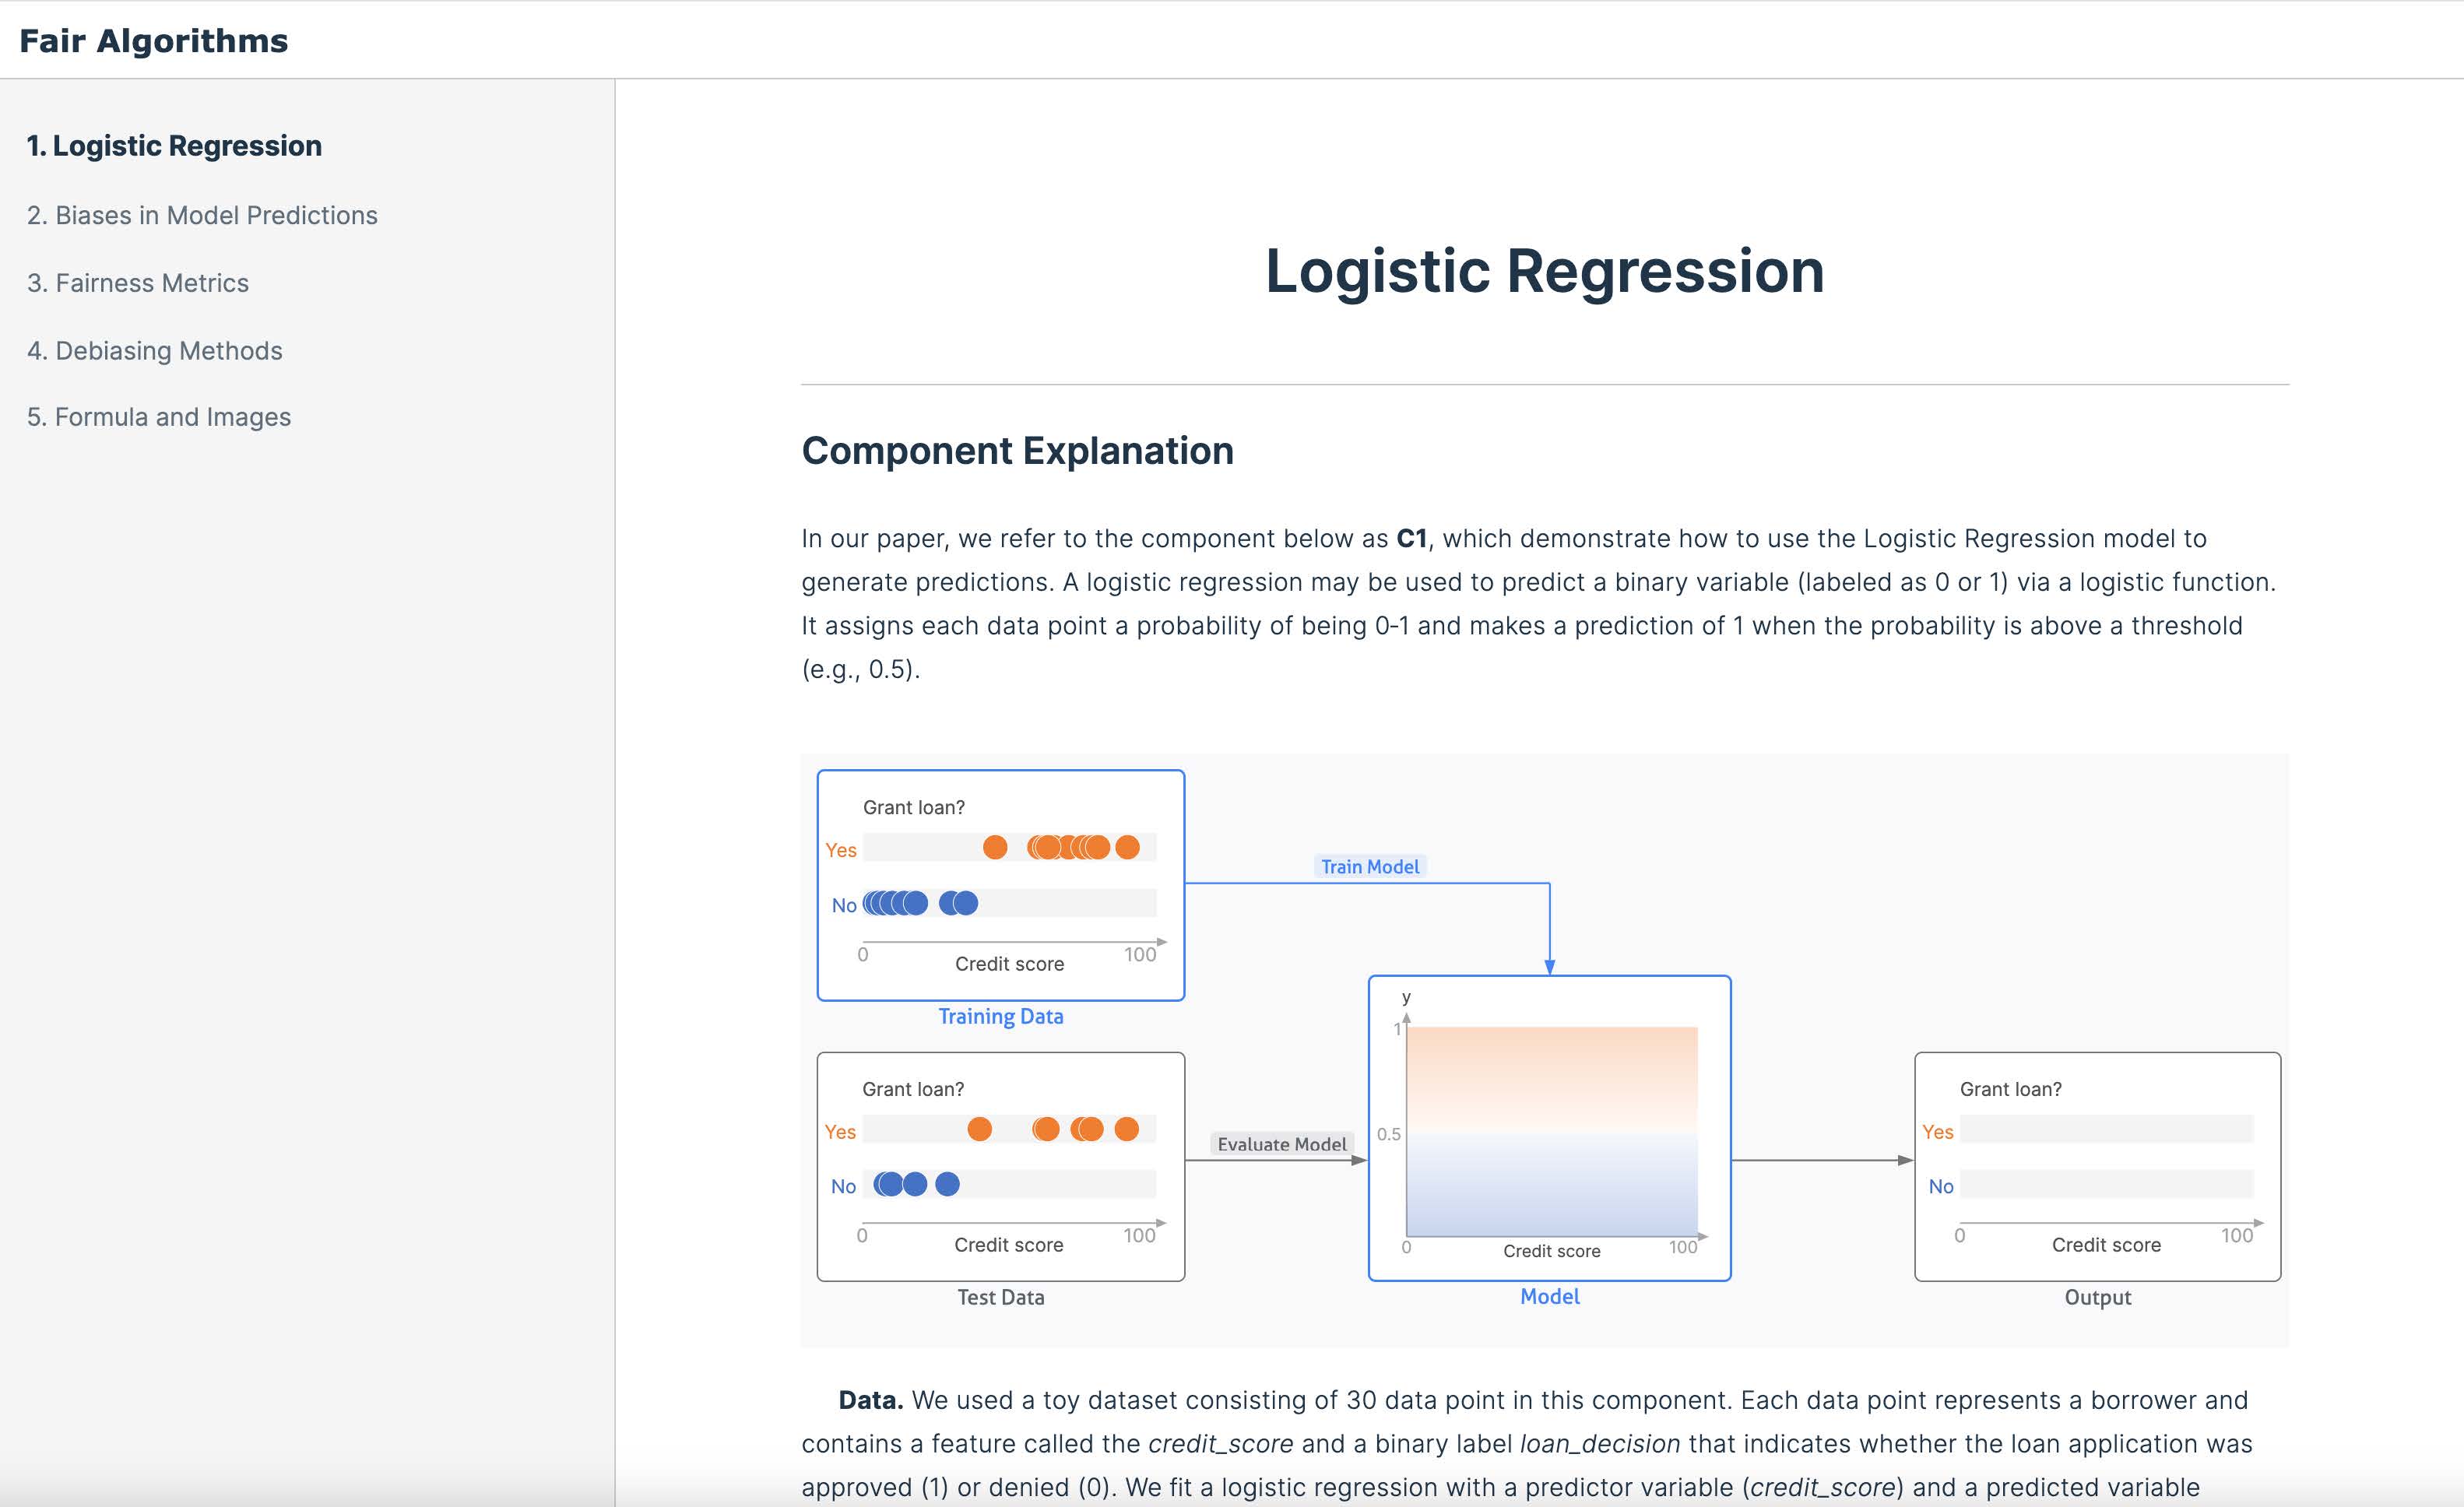 Fair Algorithms
1. Logistic Regression
2. Biases in Model Predictions
3. Fairness Metrics
4. Debiasing Methods
5. Formula and Images
Logistic Regression
Component Explanation
In our paper, we refer to the component below as C1, which demonstrate how to use the Logistic Regression model to
generate predictions. A logistic regression may be used to predict a binary variable (labeled as 0 or 1) via a logistic function.
It assigns each data point a probability of being 0-1 and makes a prediction of 1 when the probability is above a threshold
(e.g., 0.5).
Grant loan?
Yes
No
0
100
Credit score
Training Data
Train Model
Grant loan?
Yes
No
0
100
Credit score
Test Data
Evaluate Model
y
1
0.5
0
100
Credit score
Model
Grant loan?
Yes
No
0
100
Credit score
Output
Data. We used a toy dataset consisting of 30 data point in this component. Each data point represents a borrower and
contains a feature called the credit_score and a binary label loan_decision that indicates whether the loan application was
approved (1) or denied (0). We fit a logistic regression with a predictor variable (credit_score) and a predicted variable